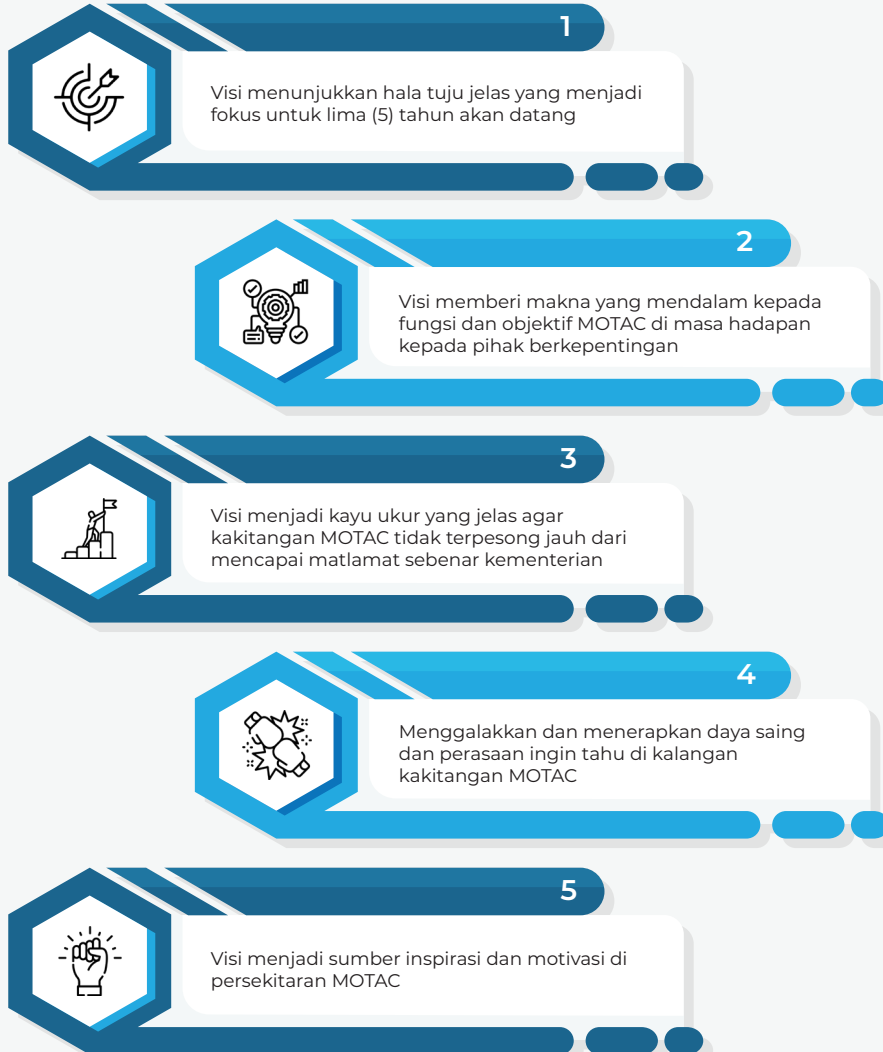 1
Visi menunjukkan hala tuju jelas yang menjadi
fokus untuk lima (5) tahun akan datang
2
Visi memberi makna yang mendalam kepada
fungsi dan objektif MOTAC di masa hadapan
kepada pihak berkepentingan
3
Visi menjadi kayu ukur yang jelas agar
kakitangan MOTAC tidak terpesong jauh dari
mencapai matlamat sebenar kementerian
4
Menggalakkan dan menerapkan daya saing
dan perasaan ingin tahu di kalangan
kakitangan MOTAC
5
Visi menjadi sumber inspirasi dan motivasi di
persekitaran MOTAC